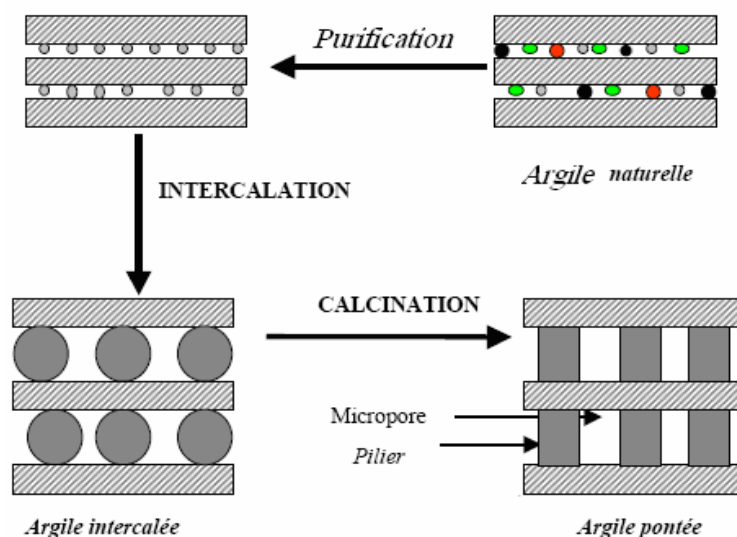 Purification
Argile naturelle
INTERCALATION
CALCINATION
Micropore
Pilier
Argile intercalée
Argile pontée